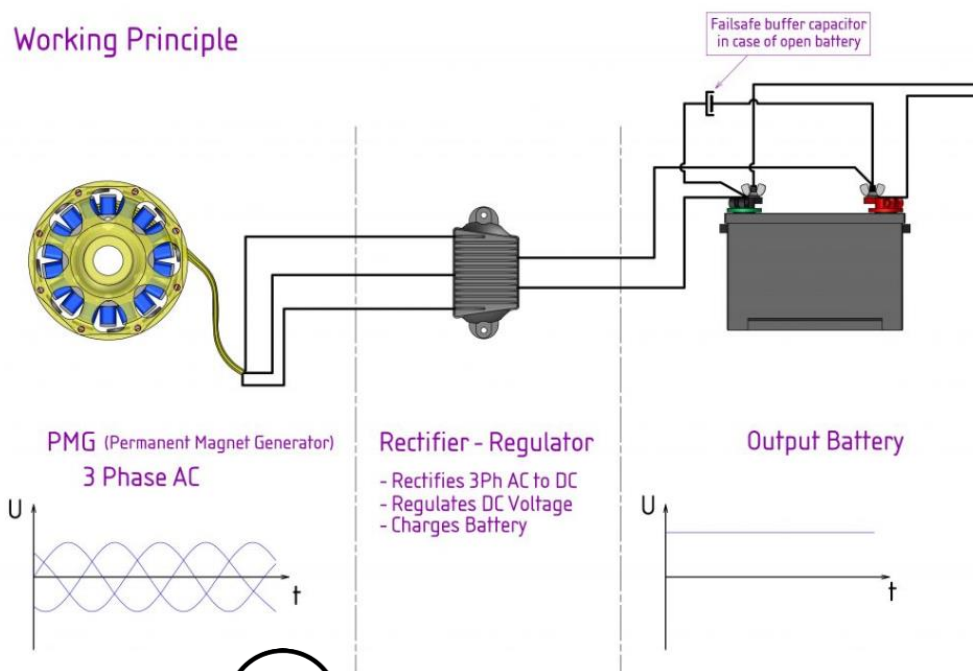 Working Principle
Failsafe buffer capacitor
in case of open battery
PMG (Permanent Magnet Generator)
3 Phase AC
U
t
Rectifier - Regulator
- Rectifies 3Ph AC to DC
- Regulates DC Voltage
- Charges Battery
Output Battery
U
t